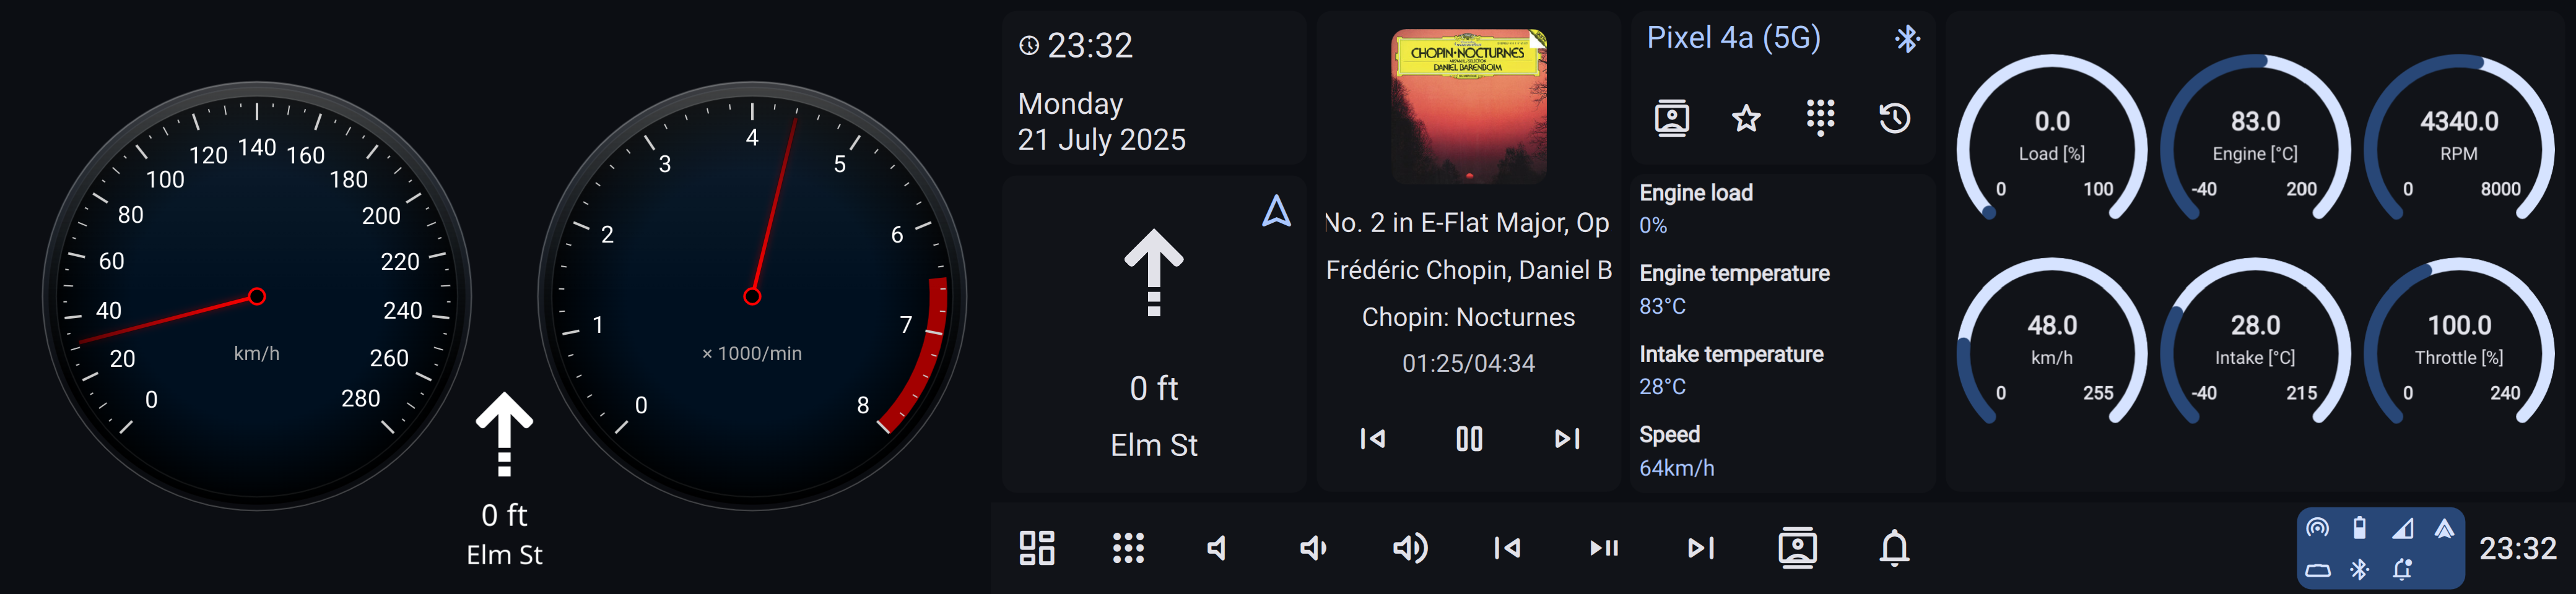 0
20
40
60
80
100
120
140
160
180
200
220
240
260
280
km/h
0 ft
Elm St
0
1
2
3
4
5
6
7
8
× 1000/min
23:32
Monday
21 July 2025
0 ft
Elm St
CHOPIN·NOCTURNES
DANIEL BARENBOIM
No. 2 in E-Flat Major, Op
Frédéric Chopin, Daniel B
Chopin: Nocturnes
01:25/04:34
Pixel 4a (5G)
Engine load
0%
Engine temperature
83°C
Intake temperature
28°C
Speed
64km/h
0.0
Load [%]
0 100
83.0
Engine [°C]
-40 200
4340.0
RPM
0 8000
48.0
km/h
0 255
28.0
Intake [°C]
-40 215
100.0
Throttle [%]
0 240
23:32